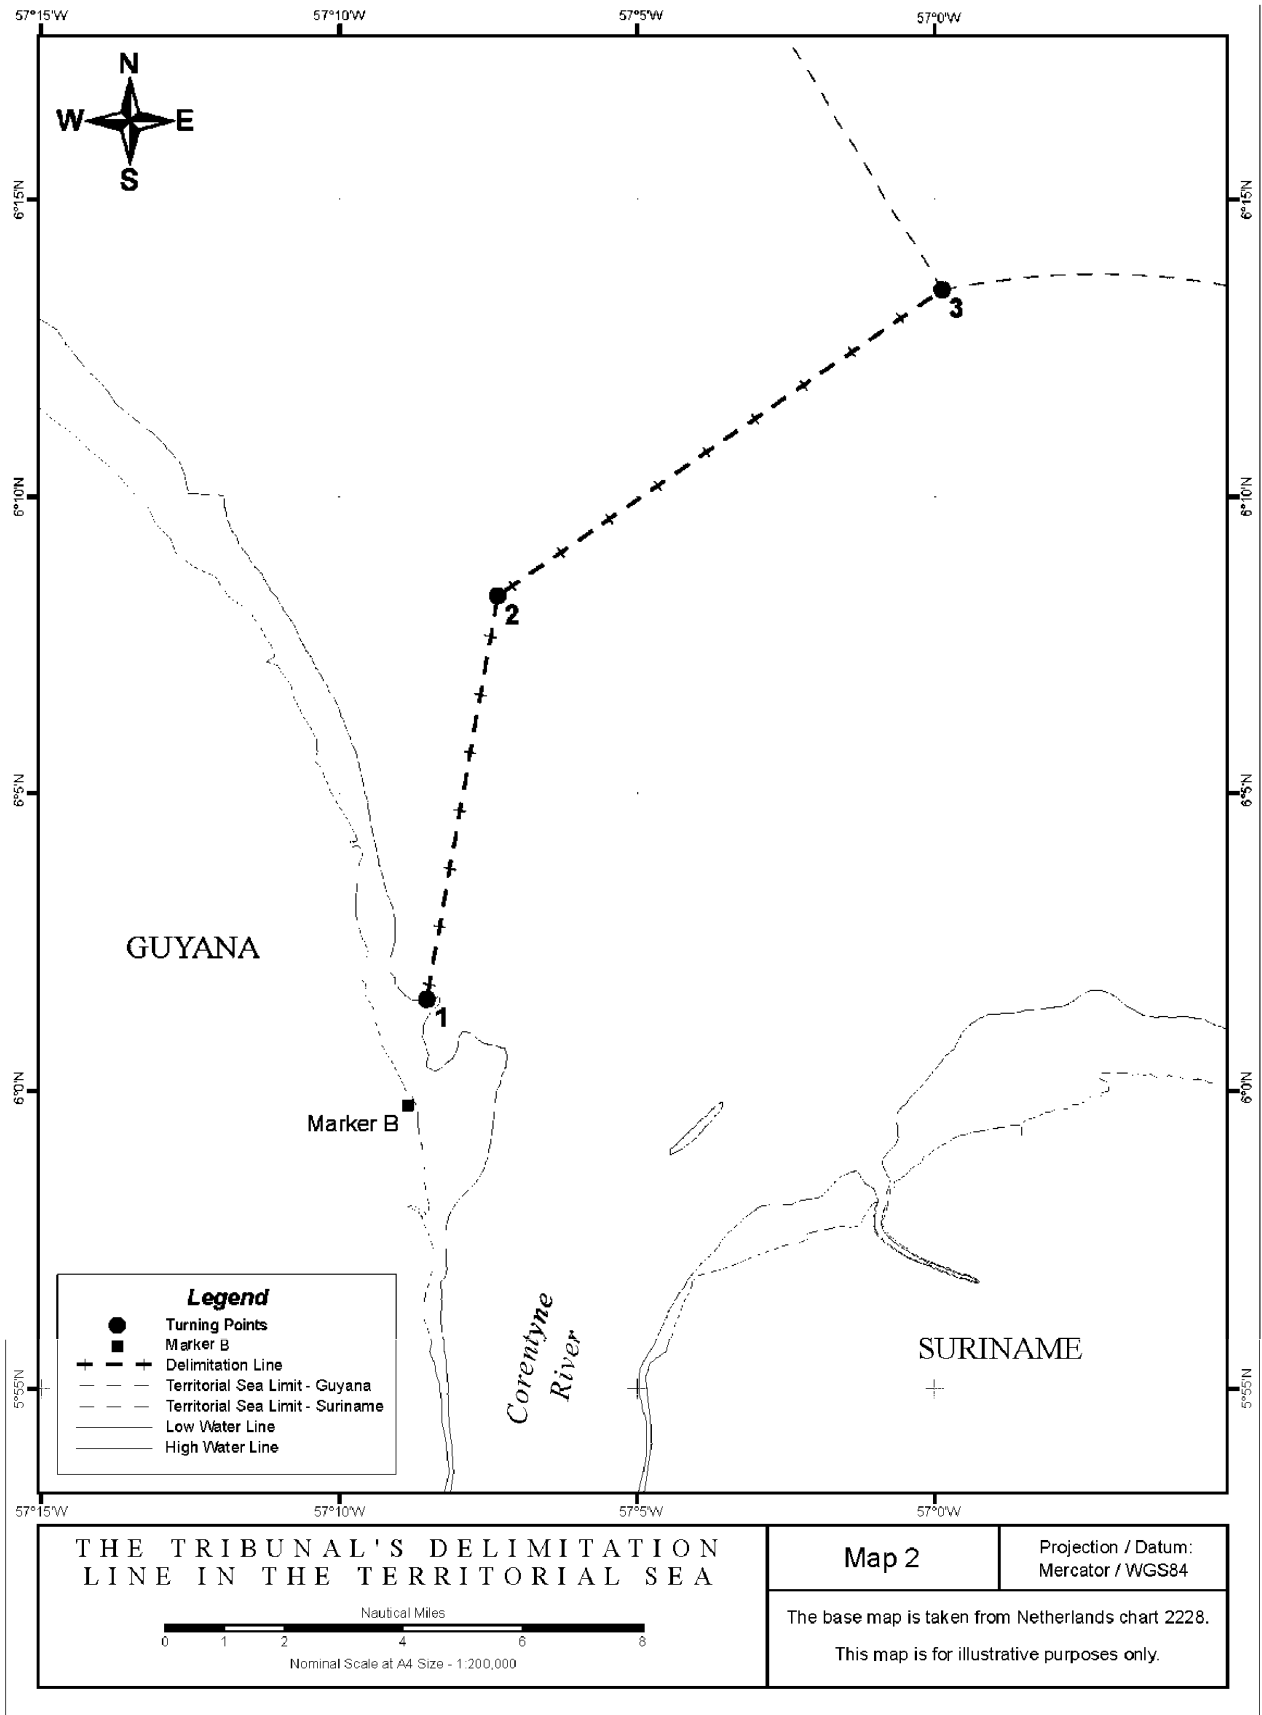 57°15'W 57°10'W 57°5'W 57°0'W
N
W E
S
6°15'N 6°15'N
3
6°10'N 6°10'N
2
6°5'N 6°5'N
GUYANA
1
6°0'N 6°0'N
Marker B
Legend
Turning Points
Marker B
Delimitation Line
Territorial Sea Limit - Guyana
Territorial Sea Limit - Suriname
Low Water Line
High Water Line
Corentyne
River
SURINAME
5°55'N 5°55'N
57°15'W 57°10'W 57°5'W 57°0'W
THE TRIBUNAL'S DELIMITATION
LINE IN THE TERRITORIAL SEA
Nautical Miles
0 1 2 4 6 8
Nominal Scale at A4 Size - 1:200,000
Map 2
Projection / Datum:
Mercator / WGS84
The base map is taken from Netherlands chart 2228.
This map is for illustrative purposes only.